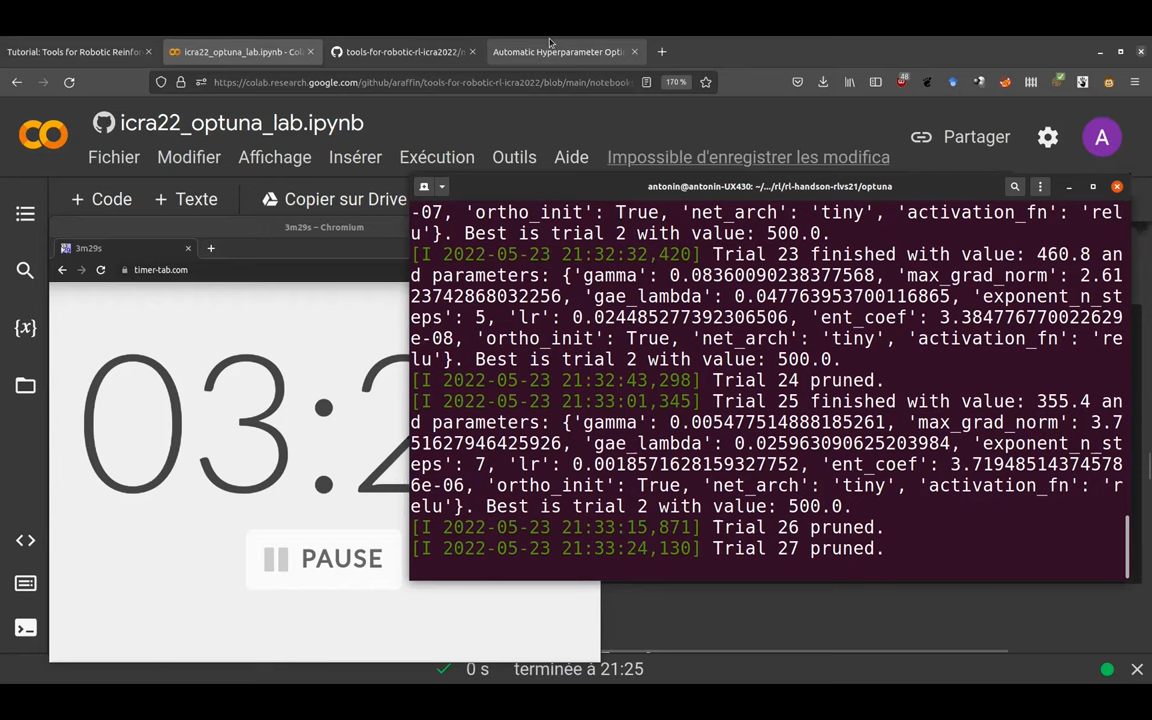 Tutorial: Tools for Robotic Reinfor
icra22_optuna_lab.ipynb - Col
tools-for-robotic-rl-icra2022/n
Automatic Hyperparameter Opti
https://colab.research.google.com/github/araffin/tools-for-robotic-rl-icra2022/blob/main/notebook
170 %
48
icra22_optuna_lab.ipynb
Partager
A
Fichier Modifier Affichage Insérer Exécution Outils Aide Impossible d'enregistrer les modifica
+ Code + Texte Copier sur Drive
3m29s – Chromium
3m29s
timer-tab.com
03:2
PAUSE
antonin@antonin-UX430: ~/.../rl/rl-handson-rlvs21/optuna
-07, 'ortho_init': True, 'net_arch': 'tiny', 'activation_fn': 'rel
u'}. Best is trial 2 with value: 500.0.
[I 2022-05-23 21:32:32,420] Trial 23 finished with value: 460.8 an
d parameters: {'gamma': 0.08360090238377568, 'max_grad_norm': 2.61
23742868032256, 'gae_lambda': 0.047763953700116865, 'exponent_n_st
eps': 5, 'lr': 0.024485277392306506, 'ent_coef': 3.384776770022629
e-08, 'ortho_init': True, 'net_arch': 'tiny', 'activation_fn': 're
lu'}. Best is trial 2 with value: 500.0.
[I 2022-05-23 21:32:43,298] Trial 24 pruned.
[I 2022-05-23 21:33:01,345] Trial 25 finished with value: 355.4 an
d parameters: {'gamma': 0.005477514888185261, 'max_grad_norm': 3.7
51627946425926, 'gae_lambda': 0.025963090625203984, 'exponent_n_st
eps': 7, 'lr': 0.0018571628159327752, 'ent_coef': 3.71948514374578
6e-06, 'ortho_init': True, 'net_arch': 'tiny', 'activation_fn': 'r
elu'}. Best is trial 2 with value: 500.0.
[I 2022-05-23 21:33:15,871] Trial 26 pruned.
[I 2022-05-23 21:33:24,130] Trial 27 pruned.
0 s terminée à 21:25